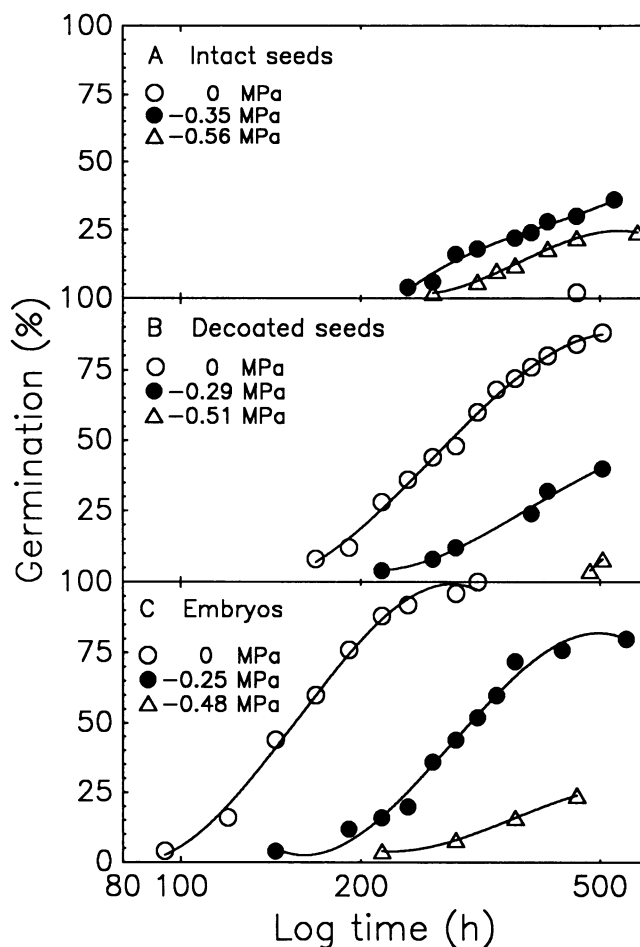 100
A Intact seeds
0 MPa
-0.35 MPa
-0.56 MPa
75
50
25
100
B Decoated seeds
0 MPa
-0.29 MPa
-0.51 MPa
75
50
25
100
C Embryos
0 MPa
-0.25 MPa
-0.48 MPa
75
50
25
0
80 100 200 500
Log time (h)
Germination (%)